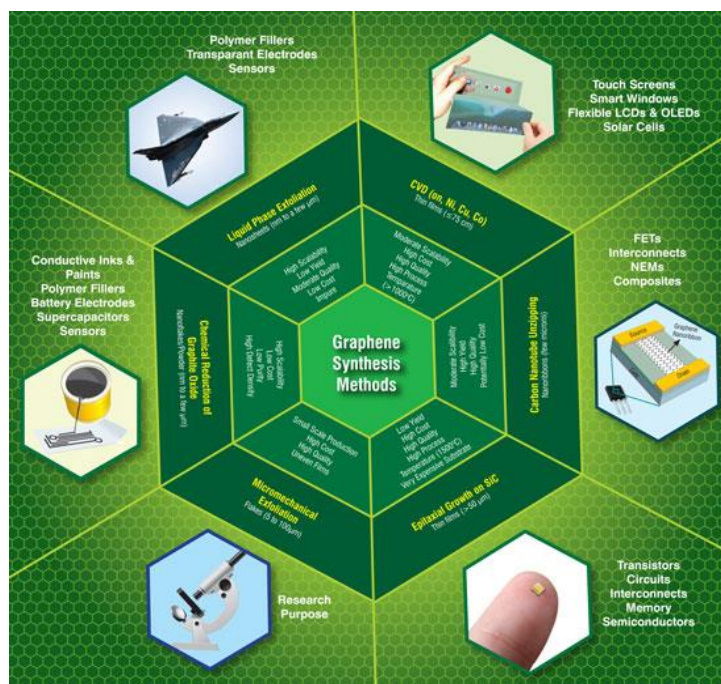 Polymer Fillers
Transparant Electrodes
Sensors
Touch Screens
Smart Windows
Flexible LCDs & OLEDs
Solar Cells
Liquid Phase Exfoliation
Nanosheets (nm to a few µm)
CVD (on, Ni, Cu, Co)
Thin films (≤75 cm)
High Scalability
Low Yield
Moderate Quality
Low Cost
Impure
Moderate Scalability
High Cost
High Quality
High Process
Temparature
(>1000°C)
Conductive Inks &
Paints
Polymer Fillers
Battery Electrodes
Supercapacitors
Sensors
Chemical Reduction of
Graphite Oxide
Nanoflakes/Powder (nm to a few µm)
High Scalability
Low Cost
Low Purity
High Defect Density
Graphene
Synthesis
Methods
Moderate Scalability
High Yield
High Quality
Potentially Low Cost
Carbon Nanotube Unzipping
Nanoribbons (few microns)
FETs
Interconnects
NEMs
Composites
Source
Graphene
Nanoribbon
Drain
Small Scale Production
High Cost
High Quality
Uneven Films
Low Yield
High Cost
High Quality
High Process
Temperature (1500°C)
Very Expensive Substrate
Micromechanical
Exfoliation
Flakes (5 to 100µm)
Epitaxial Growth on SiC
Thin films (>50 µm)
Research
Purpose
Transistors
Circuits
Interconnects
Memory
Semiconductors